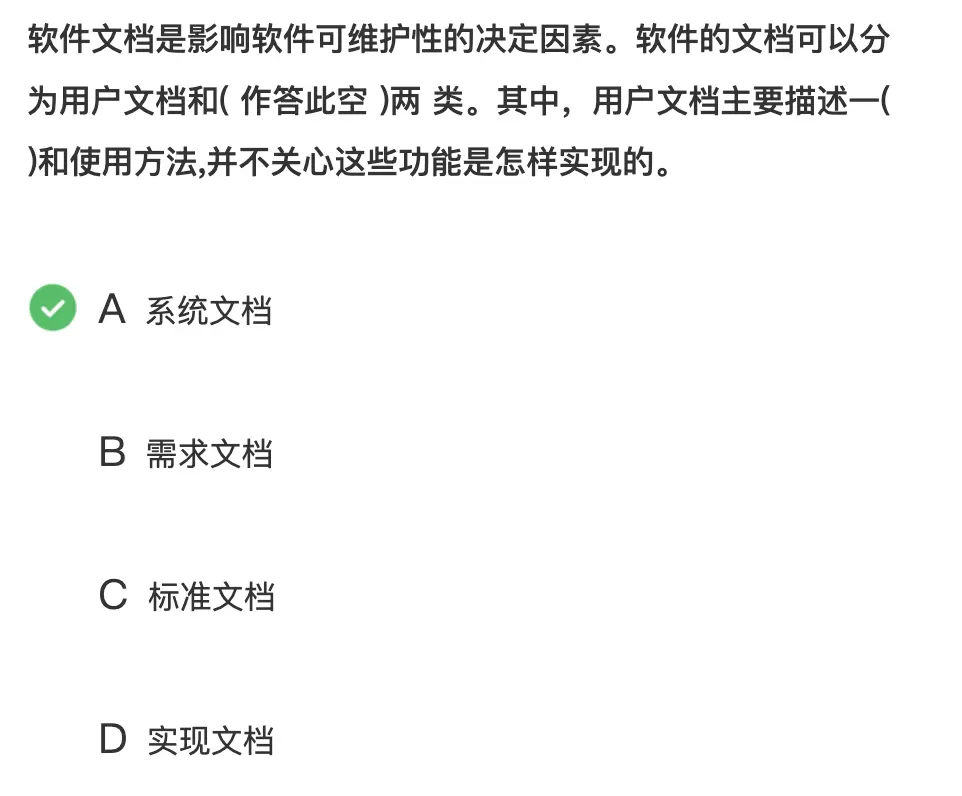 软件文档是影响软件可维护性的决定因素。软件的文档可以分
为用户文档和( 作答此空 )两 类。其中，用户文档主要描述一(
)和使用方法,并不关心这些功能是怎样实现的。
A 系统文档
B 需求文档
C 标准文档
D 实现文档